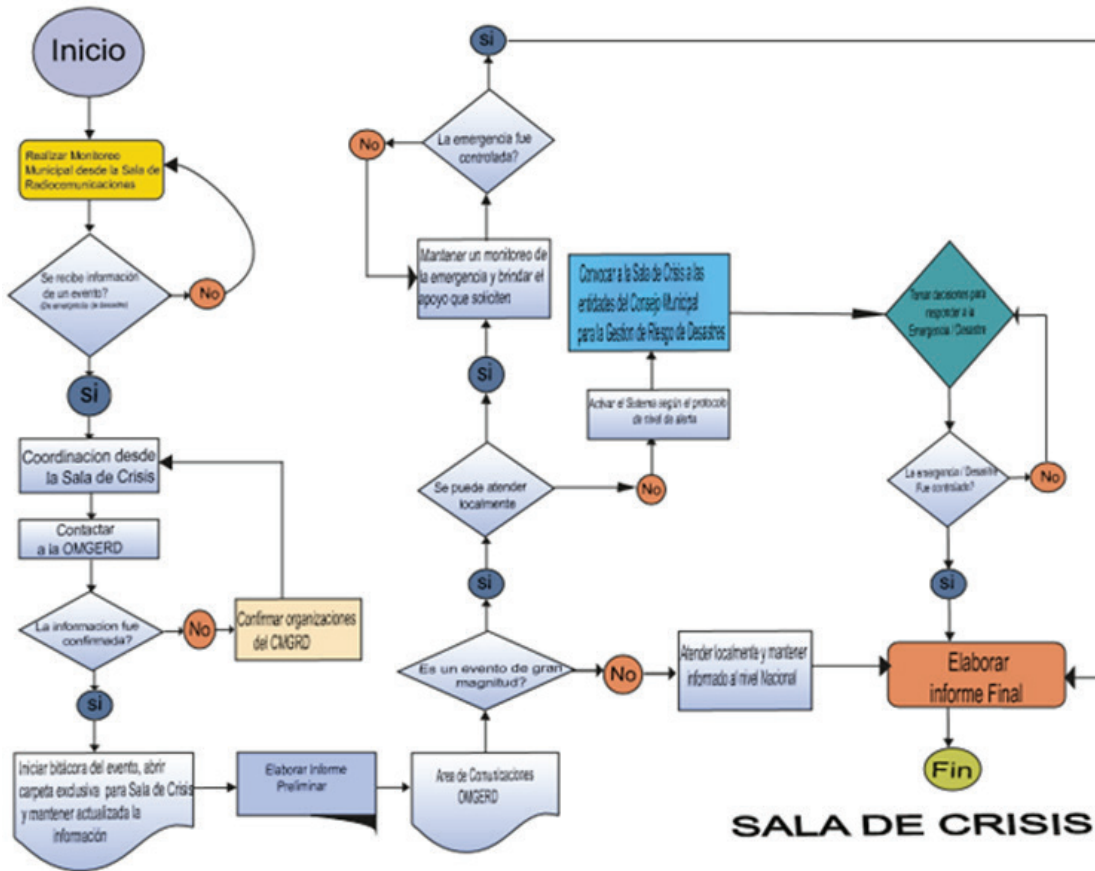 Inicio
Realizar Monitoreo
Municipal desde la Sala de
Radiocomunicaciones
Se recibe información
de un evento?
(De emergencia de desastre)
No
si
Coordinacion desde
la Sala de Crisis
Contactar
a la OMGERD
La informacion fue
confirmada?
No
Confirmar organizaciones
del CMGRD
si
Iniciar bitácora del evento, abrir
carpeta exclusiva para Sala de Crisis
y mantener actualizada la
información
Elaborar Informe
Preliminar
Area de Comunicaciones
OMGERD
Es un evento de gran
magnitud?
No
Atender localmente y mantener
informado al nivel Nacional
si
Se puede atender
localmente
No
Activar el Sistema según el protocolo
de nivel de alerta
Convocar a la Sala de Crisis a las
entidades del Consejo Municipal
para la Gestion de Riesgo de Desastres
si
Mantener un monitoreo de
la emergencia y brindar el
apoyo que soliciten
La emergencia fue
controlada?
No
si
Tomar decisiones para
responder a la
Emergencia / Desastre
La emergencia / Desastre
Fue controlado?
No
si
Elaborar
informe Final
Fin
SALA DE CRISIS